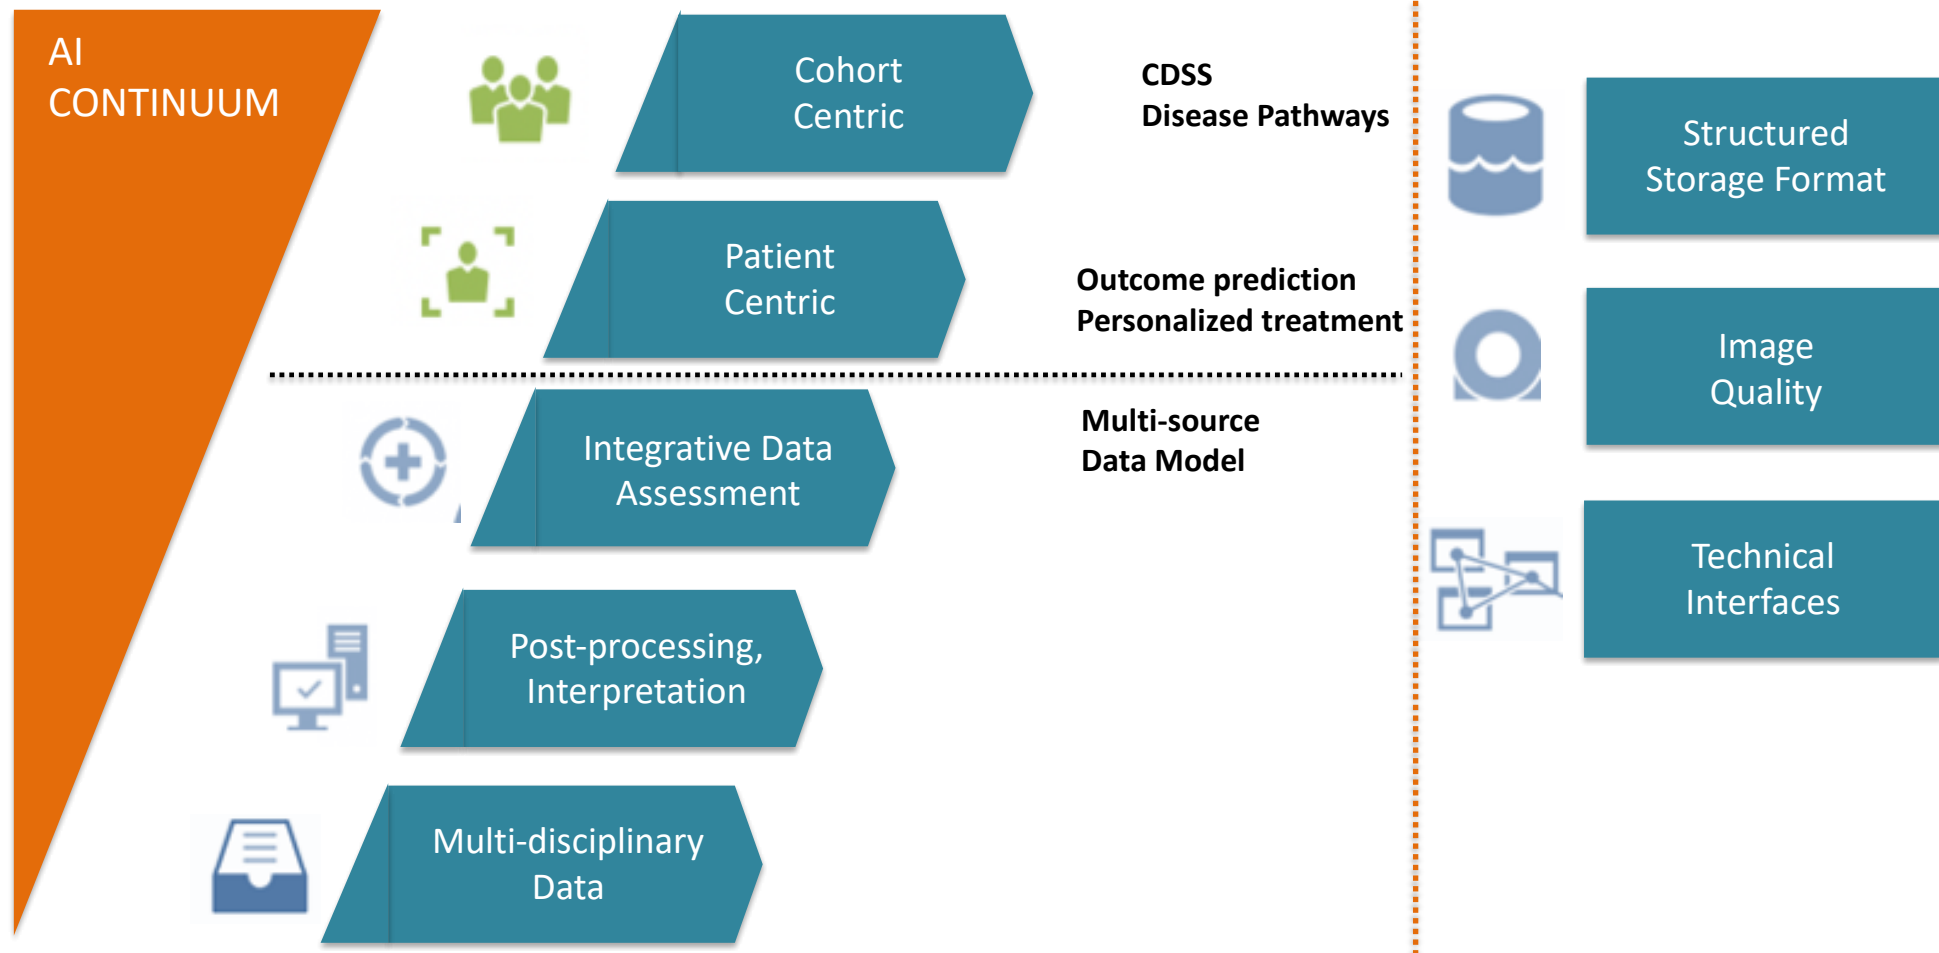 AI
CONTINUUM
Cohort
Centric
CDSS
Disease Pathways
Patient
Centric
Outcome prediction
Personalized treatment
Integrative Data
Assessment
Multi-source
Data Model
Post-processing,
Interpretation
Multi-disciplinary
Data
Structured
Storage Format
Image
Quality
Technical
Interfaces